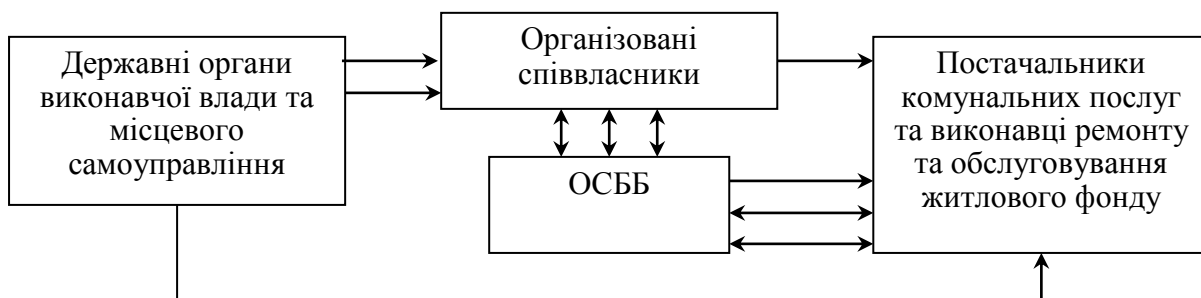 Державні органи
виконавчої влади та
місцевого
самоуправління
Організовані
співвласники
ОСББ
Постачальники
комунальних послуг
та виконавці ремонту
та обслуговування
житлового фонду